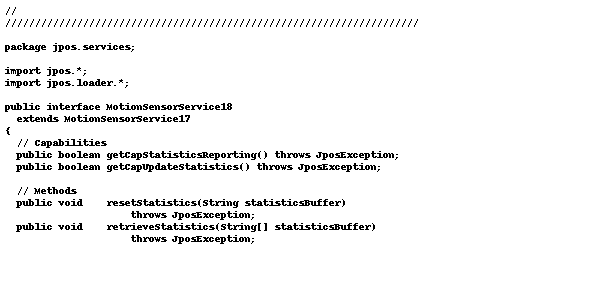 //
/////////////////////////////////////////////////////////////////////

package jpos.services;

import jpos.*;
import jpos.loader.*;

public interface MotionSensorService18
  extends MotionSensorService17
{
  // Capabilities
  public boolean getCapStatisticsReporting() throws JposException;
  public boolean getCapUpdateStatistics() throws JposException;

  // Methods
  public void    resetStatistics(String statisticsBuffer)
                     throws JposException;
  public void    retrieveStatistics(String[] statisticsBuffer)
                     throws JposException;